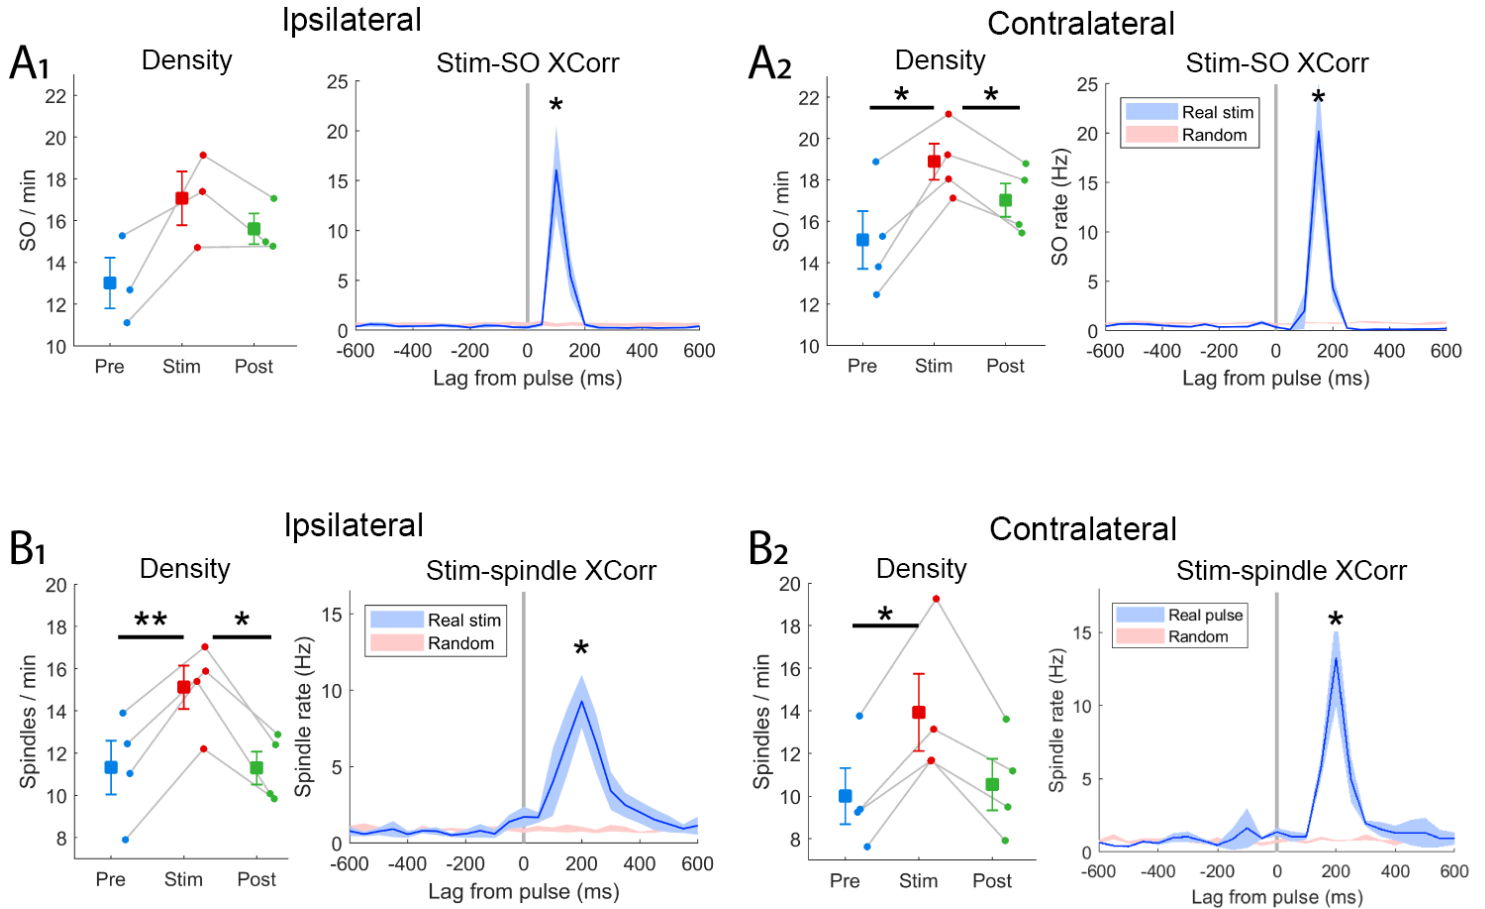 Ipsilateral
Contralateral
A1
Density
Stim-SO XCorr
A2
Density
Stim-SO XCorr
SO / min
22
20
18
16
14
12
10
Pre
Stim
Post
25
20
15
10
5
0
*
-600
-400
-200
0
200
400
600
Lag from pulse (ms)
SO / min
22
20
18
16
14
12
10
*
*
Pre
Stim
Post
SO rate (Hz)
25
20
15
10
5
0
Real stim
Random
*
-600
-400
-200
0
200
400
600
Lag from pulse (ms)
Ipsilateral
Contralateral
B1
Density
Stim-spindle XCorr
B2
Density
Stim-spindle XCorr
Spindles / min
20
18
16
14
12
10
8
**
*
Pre
Stim
Post
Spindle rate (Hz)
15
10
5
0
Real stim
Random
*
-600
-400
-200
0
200
400
600
Lag from pulse (ms)
Spindles / min
20
18
16
14
12
10
8
*
Pre
Stim
Post
Spindle rate (Hz)
15
10
5
0
Real pulse
Random
*
-600
-400
-200
0
200
400
600
Lag from pulse (ms)